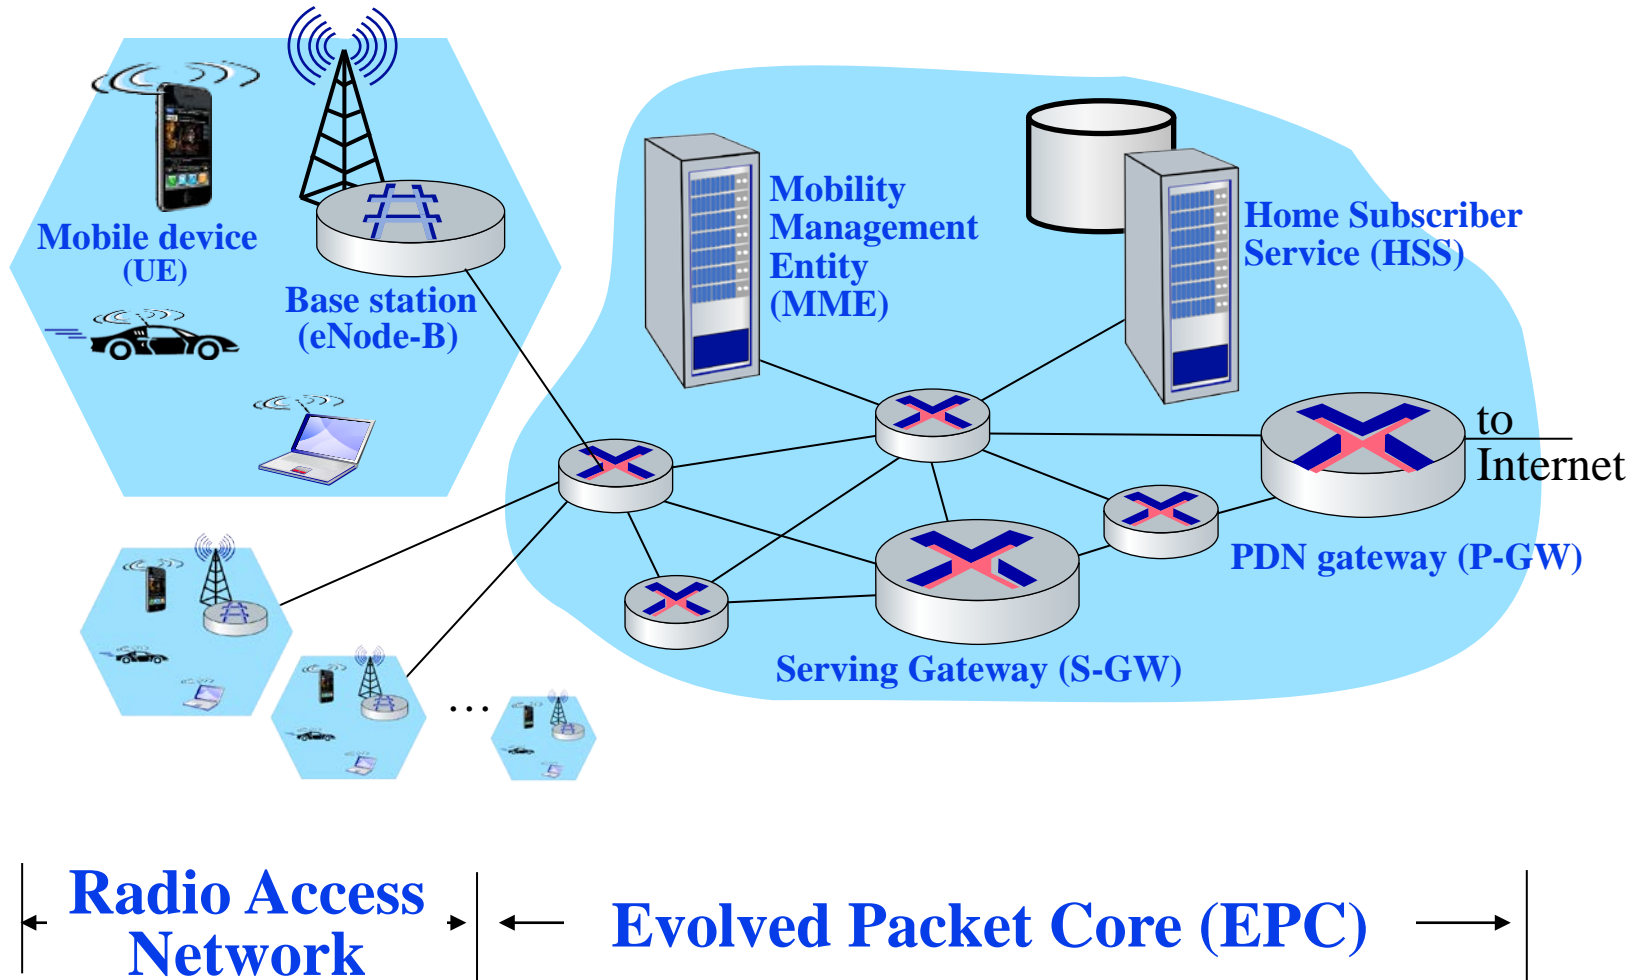 Mobile device
(UE)
Base station
(eNode-B)
Mobility
Management
Entity
(MME)
Home Subscriber
Service (HSS)
to
Internet
PDN gateway (P-GW)
Serving Gateway (S-GW)
...
Radio Access
Network
Evolved Packet Core (EPC)